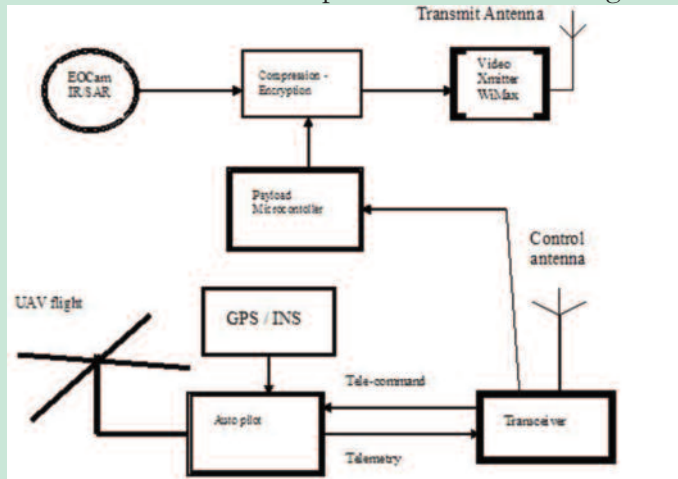 Transmit Antenna
EOCam
IR/SAR
Compression -
Encryption
Video
Xmitter
WiMax
Payload
Microcontoller
Control
antenna
UAV flight
GPS / INS
Tele-command
Auto pilot
Transceiver
Telemetry